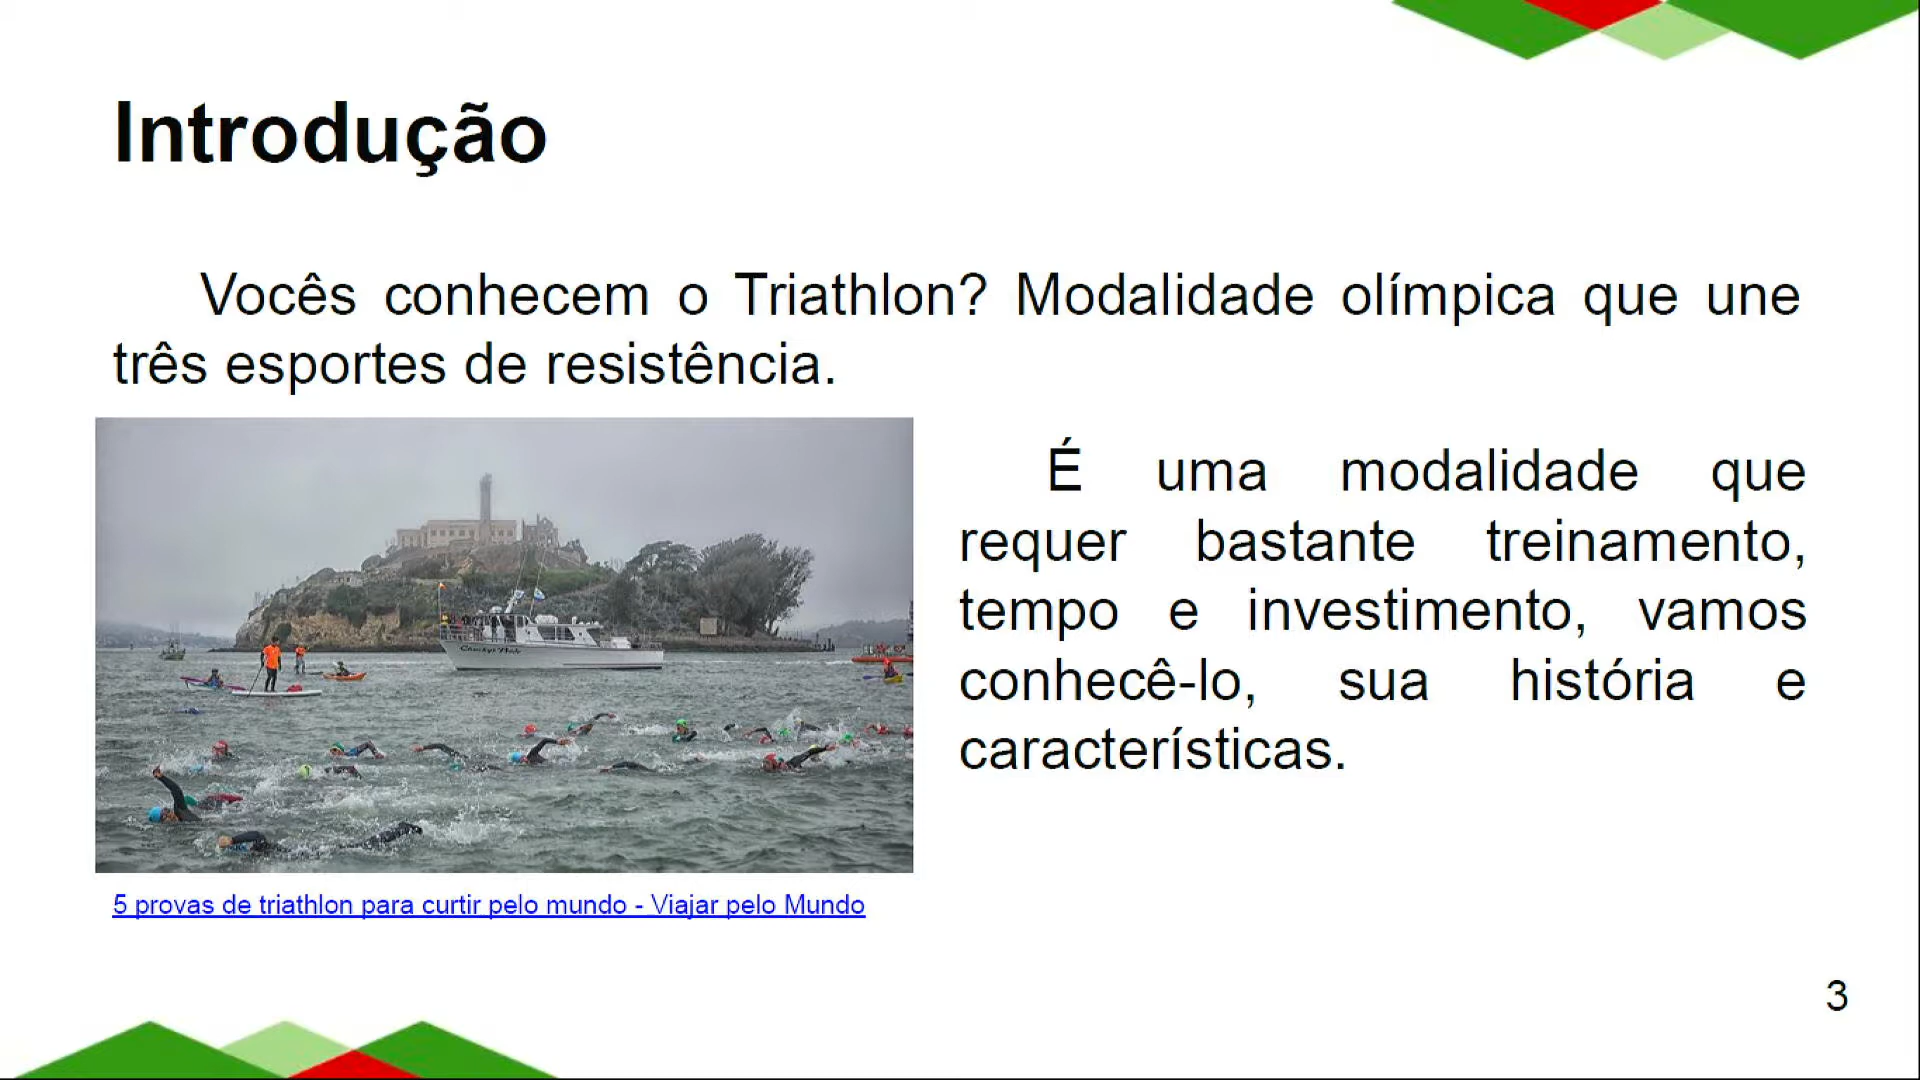 Introdução
Vocês conhecem o Triathlon? Modalidade olímpica que une
três esportes de resistência.
É uma modalidade que
requer bastante treinamento,
tempo e investimento, vamos
conhecê-lo, sua história e
características.
5 provas de triathlon para curtir pelo mundo - Viajar pelo Mundo
3